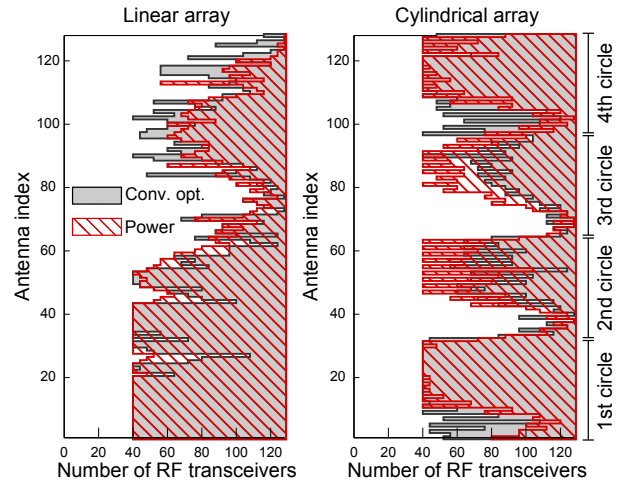 Linear array
Cylindrical array
Antenna index
120
100
80
60
40
20
0
40
60
80
100
120
Number of RF transceivers
Conv. opt.
Power
Antenna index
120
100
80
60
40
20
0
40
60
80
100
120
Number of RF transceivers
4th circle
3rd circle
2nd circle
1st circle